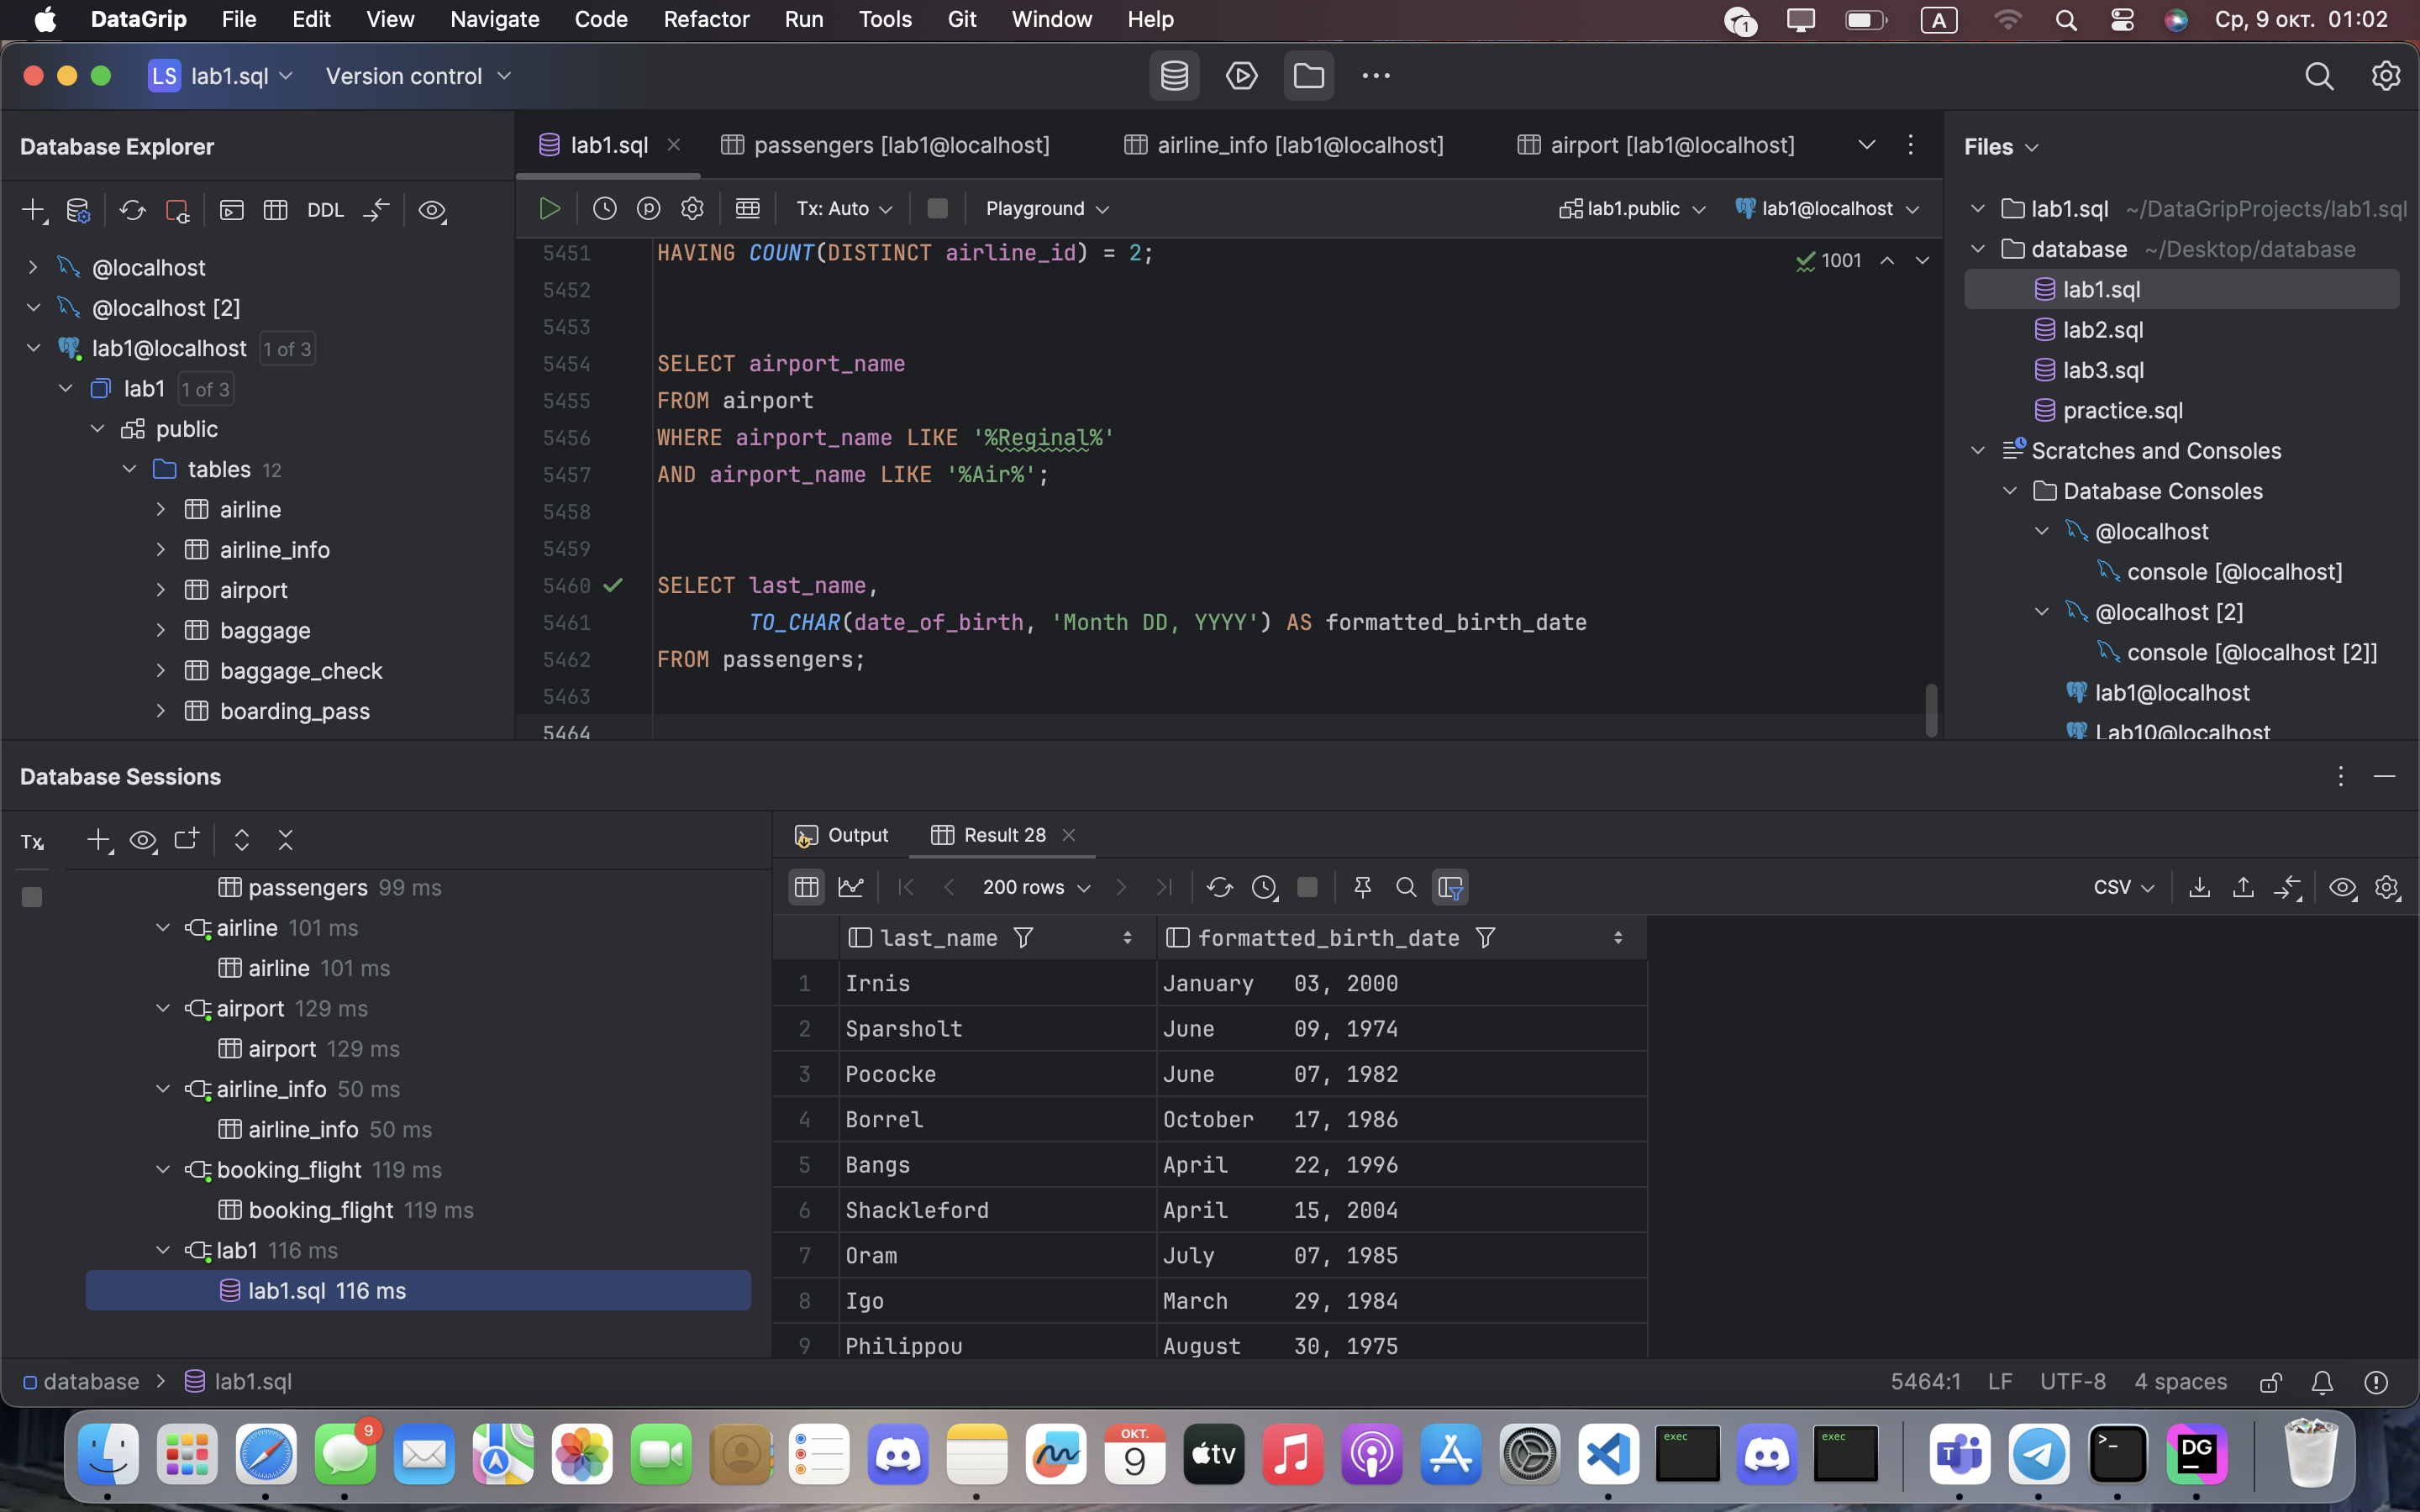 DataGrip File Edit View Navigate Code Refactor Run Tools Git Window Help 1 A Ср, 9 окт. 01:02
LS lab1.sql Version control
Database Explorer
DDL
@localhost
@localhost [2]
lab1@localhost 1 of 3
lab1 1 of 3
public
tables 12
airline
airline_info
airport
baggage
baggage_check
boarding_pass
lab1.sql passengers [lab1@localhost] airline_info [lab1@localhost] airport [lab1@localhost]
Tx: Auto Playground lab1.public lab1@localhost
1001
5451 HAVING COUNT(DISTINCT airline_id) = 2;
5452
5453
5454 SELECT airport_name
5455 FROM airport
5456 WHERE airport_name LIKE '%Reginal%'
5457 AND airport_name LIKE '%Air%';
5458
5459
5460 SELECT last_name,
5461 TO_CHAR(date_of_birth, 'Month DD, YYYY') AS formatted_birth_date
5462 FROM passengers;
5463
5464
Files
lab1.sql ~/DataGripProjects/lab1.sql
database ~/Desktop/database
lab1.sql
lab2.sql
lab3.sql
practice.sql
Scratches and Consoles
Database Consoles
@localhost
console [@localhost]
@localhost [2]
console [@localhost [2]]
lab1@localhost
Lab10@localhost
Database Sessions
Tx
passengers 99 ms
airline 101 ms
airline 101 ms
airport 129 ms
airport 129 ms
airline_info 50 ms
airline_info 50 ms
booking_flight 119 ms
booking_flight 119 ms
lab1 116 ms
lab1.sql 116 ms
Output Result 28
200 rows CSV
last_name formatted_birth_date
1 Irnis January 03, 2000
2 Sparsholt June 09, 1974
3 Pococke June 07, 1982
4 Borrel October 17, 1986
5 Bangs April 22, 1996
6 Shackleford April 15, 2004
7 Oram July 07, 1985
8 Igo March 29, 1984
9 Philippou August 30, 1975
database lab1.sql
5464:1 LF UTF-8 4 spaces
9 ОКТ. 9 tv exec exec T >_ DG